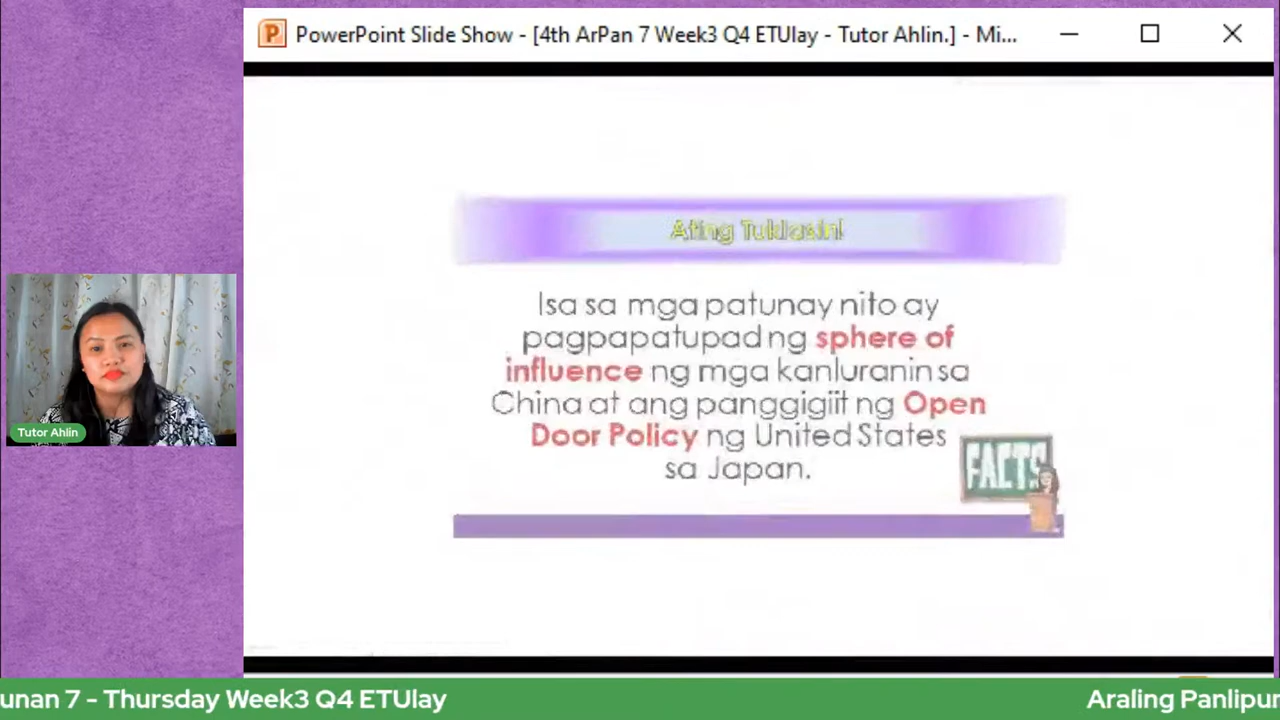 PowerPoint Slide Show - [4th ArPan 7 Week3 Q4 ETUlay - Tutor Ahlin.] - Mi...
Ating Tuklasin!
Isa sa mga patunay nito ay
pagpapatupad ng sphere of
influence ng mga kanluranin sa
China at ang panggigiit ng Open
Door Policy ng United States
sa Japan.
FACTS
Tutor Ahlin
unan 7 - Thursday Week3 Q4 ETUlay
Araling Panlipur